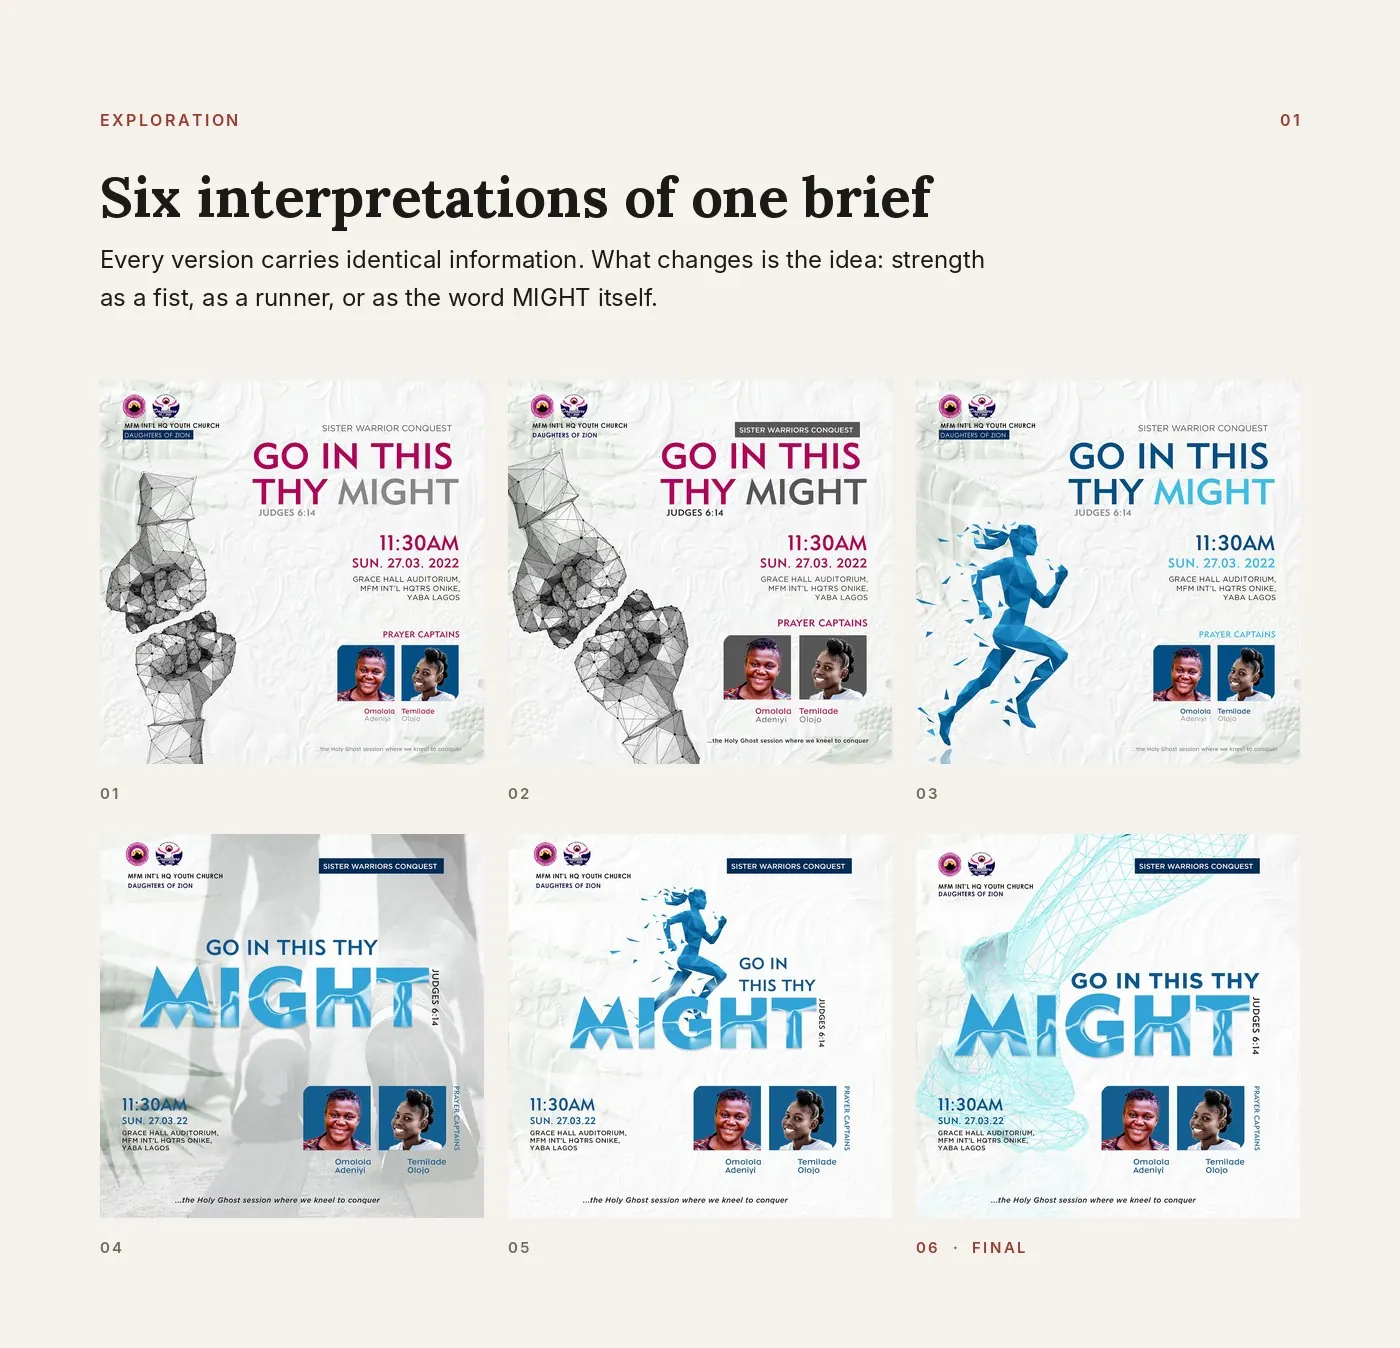 EXPLORATION
01
Six interpretations of one brief
Every version carries identical information. What changes is the idea: strength
as a fist, as a runner, or as the word MIGHT itself.
MFM INT'L HQ YOUTH CHURCH
DAUGHTERS OF ZION
SISTER WARRIOR CONQUEST
GO IN THIS
THY MIGHT
JUDGES 6:14
11:30AM
SUN. 27.03. 2022
GRACE HALL AUDITORIUM,
MFM INT'L HQTRS ONIKE,
YABA LAGOS
PRAYER CAPTAINS
Omolola Temilade
Adeniyi Olojo
...the Holy Ghost session where we kneel to conquer
01
MFM INT'L HQ YOUTH CHURCH
DAUGHTERS OF ZION
SISTER WARRIORS CONQUEST
GO IN THIS
THY MIGHT
JUDGES 6:14
11:30AM
SUN. 27.03. 2022
GRACE HALL AUDITORIUM,
MFM INT'L HQTRS ONIKE,
YABA LAGOS
PRAYER CAPTAINS
Omolola Temilade
Adeniyi Olojo
...the Holy Ghost session where we kneel to conquer
02
MFM INT'L HQ YOUTH CHURCH
DAUGHTERS OF ZION
SISTER WARRIOR CONQUEST
GO IN THIS
THY MIGHT
JUDGES 6:14
11:30AM
SUN. 27.03. 2022
GRACE HALL AUDITORIUM,
MFM INT'L HQTRS ONIKE,
YABA LAGOS
PRAYER CAPTAINS
Omolola Temilade
Adeniyi Olojo
...the Holy Ghost session where we kneel to conquer
03
MFM INT'L HQ YOUTH CHURCH
DAUGHTERS OF ZION
SISTER WARRIORS CONQUEST
GO IN THIS THY
MIGHT
JUDGES 6:14
11:30AM
SUN. 27.03.22
GRACE HALL AUDITORIUM,
MFM INT'L HQTRS ONIKE,
YABA LAGOS
PRAYER CAPTAINS
Omolola Temilade
Adeniyi Olojo
...the Holy Ghost session where we kneel to conquer
04
MFM INT'L HQ YOUTH CHURCH
DAUGHTERS OF ZION
SISTER WARRIORS CONQUEST
GO IN
THIS THY
MIGHT
JUDGES 6:14
11:30AM
SUN. 27.03.22
GRACE HALL AUDITORIUM,
MFM INT'L HQTRS ONIKE,
YABA LAGOS
PRAYER CAPTAINS
Omolola Temilade
Adeniyi Olojo
...the Holy Ghost session where we kneel to conquer
05
MFM INT'L HQ YOUTH CHURCH
DAUGHTERS OF ZION
SISTER WARRIORS CONQUEST
GO IN THIS THY
MIGHT
JUDGES 6:14
11:30AM
SUN. 27.03.22
GRACE HALL AUDITORIUM,
MFM INT'L HQTRS ONIKE,
YABA LAGOS
PRAYER CAPTAINS
Omolola Temilade
Adeniyi Olojo
...the Holy Ghost session where we kneel to conquer
06 · FINAL